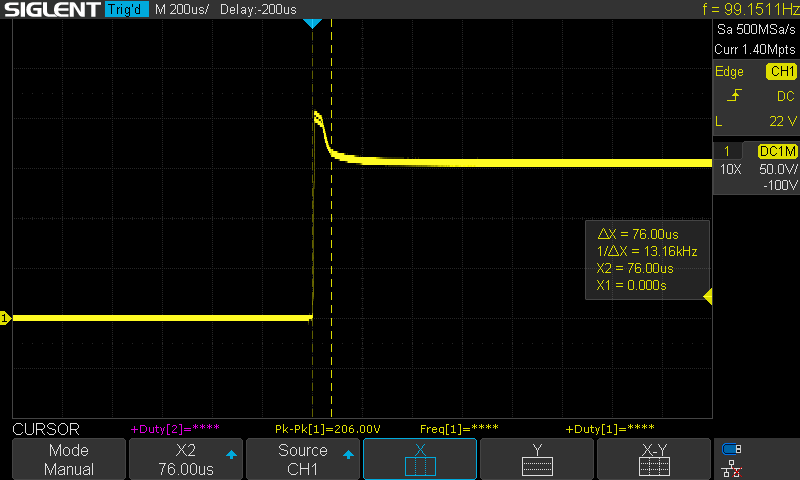 SIGLENT Trig'd M 200us/ Delay:-200us f = 99.1511Hz
Sa 500MSa/s
Curr 1.40Mpts
Edge CH1
DC
L 22 V
1 DC1M
10X 50.0V/
-100V
△X = 76.00us
1/△X = 13.16kHz
X2 = 76.00us
X1 = 0.000s
1
CURSOR +Duty[2]=**** Pk-Pk[1]=206.00V Freq[1]=**** +Duty[1]=****
Mode X2 Source X Y X-Y
Manual 76.00us CH1